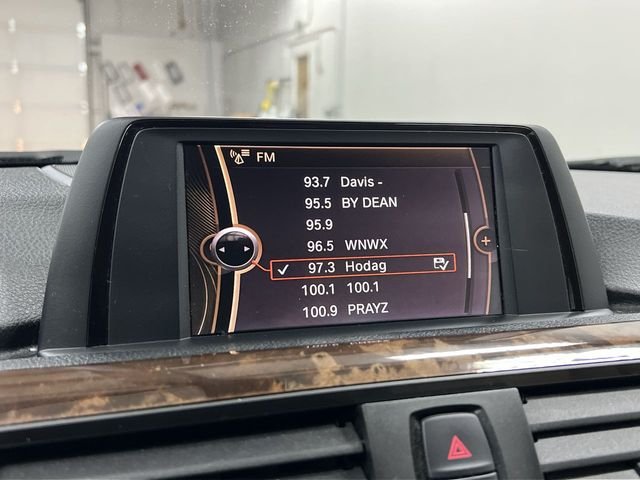 FM
93.7 Davis -
95.5 BY DEAN
95.9
96.5 WNWX
97.3 Hodag
100.1 100.1
100.9 PRAYZ